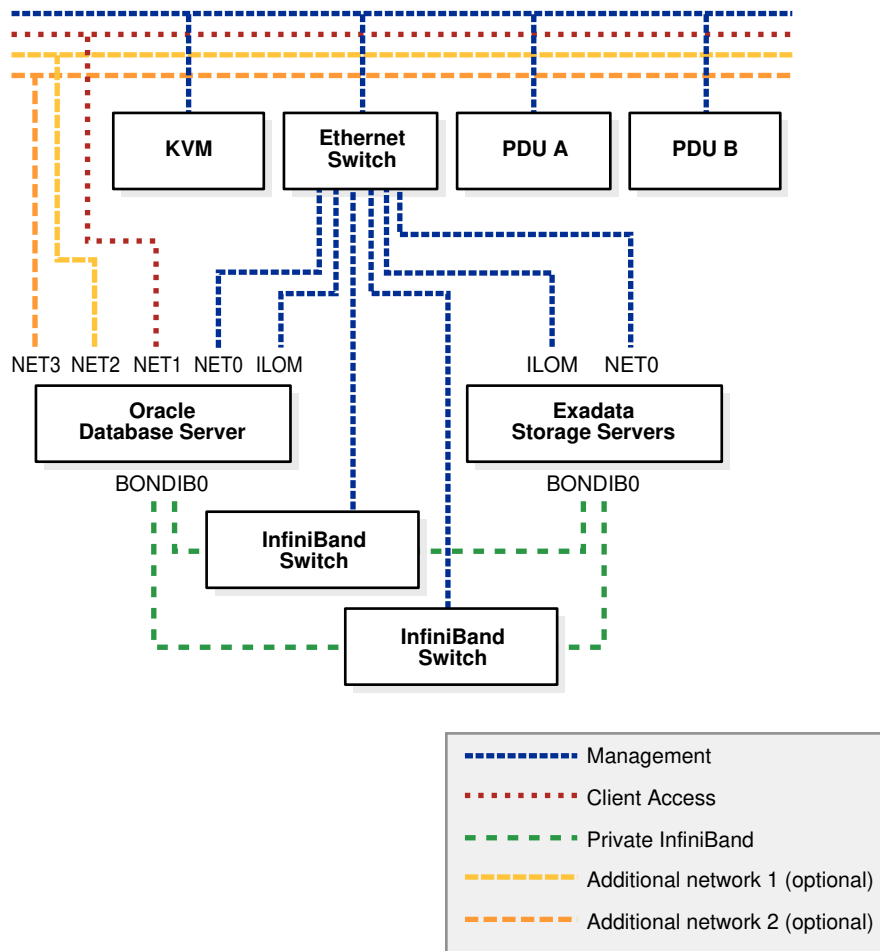 KVM
Ethernet
Switch
PDU A
PDU B
NET3 NET2 NET1 NET0 ILOM
ILOM NET0
Oracle
Database Server
Exadata
Storage Servers
BONDIB0
BONDIB0
InfiniBand
Switch
InfiniBand
Switch
Management
Client Access
Private InfiniBand
Additional network 1 (optional)
Additional network 2 (optional)